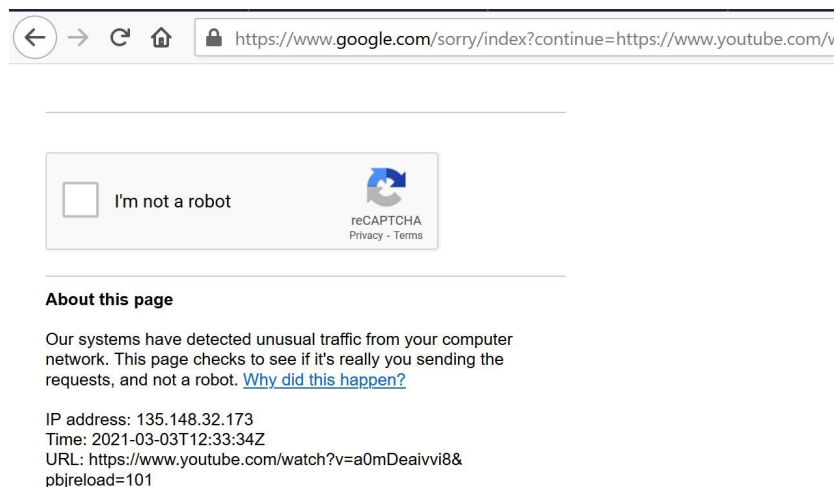 https://www.google.com/sorry/index?continue=https://www.youtube.com/
I'm not a robot
reCAPTCHA
Privacy - Terms
About this page
Our systems have detected unusual traffic from your computer
network. This page checks to see if it's really you sending the
requests, and not a robot. Why did this happen?
IP address: 135.148.32.173
Time: 2021-03-03T12:33:34Z
URL: https://www.youtube.com/watch?v=a0mDeaivvi8&
pbjreload=101